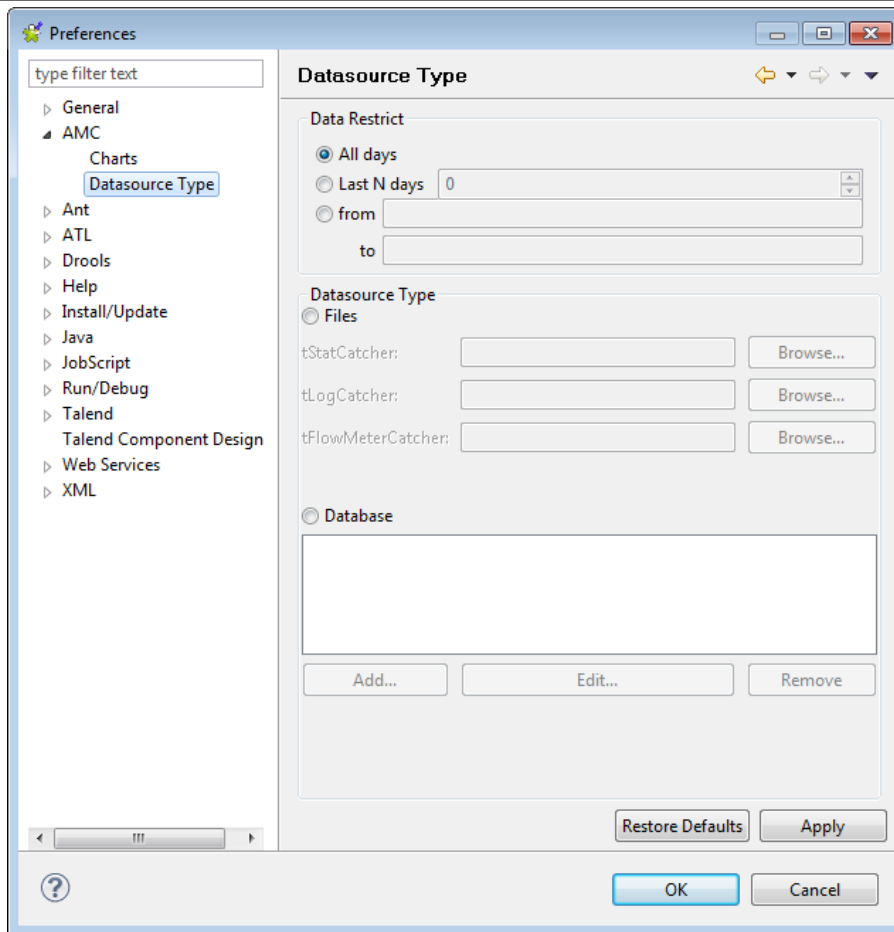 Preferences
type filter text
General
AMC
Charts
Datasource Type
Ant
ATL
Drools
Help
Install/Update
Java
JobScript
Run/Debug
Talend
Talend Component Design
Web Services
XML
Datasource Type
Data Restrict
All days
Last N days 0
from
to
Datasource Type
Files
tStatCatcher: Browse...
tLogCatcher: Browse...
tFlowMeterCatcher: Browse...
Database
Add... Edit... Remove
Restore Defaults Apply
? OK Cancel